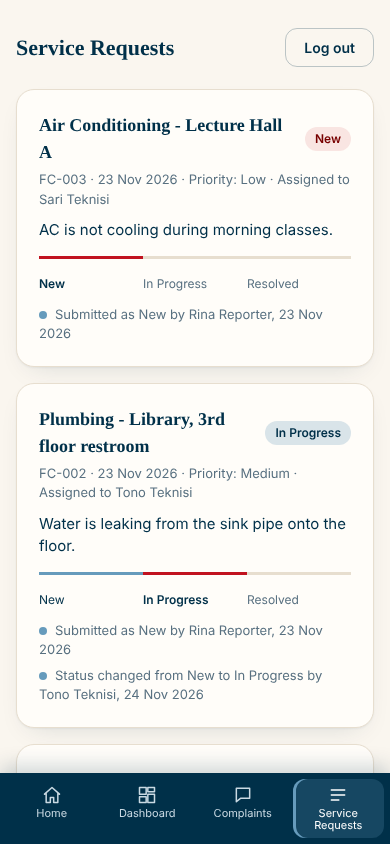 Service Requests
Log out
Air Conditioning - Lecture Hall
A
New
FC-003 · 23 Nov 2026 · Priority: Low · Assigned to
Sari Teknisi
AC is not cooling during morning classes.
New
In Progress
Resolved
Submitted as New by Rina Reporter, 23 Nov
2026
Plumbing - Library, 3rd
floor restroom
In Progress
FC-002 · 23 Nov 2026 · Priority: Medium ·
Assigned to Tono Teknisi
Water is leaking from the sink pipe onto the
floor.
New
In Progress
Resolved
Submitted as New by Rina Reporter, 23 Nov
2026
Status changed from New to In Progress by
Tono Teknisi, 24 Nov 2026
Home
Dashboard
Complaints
Service
Requests